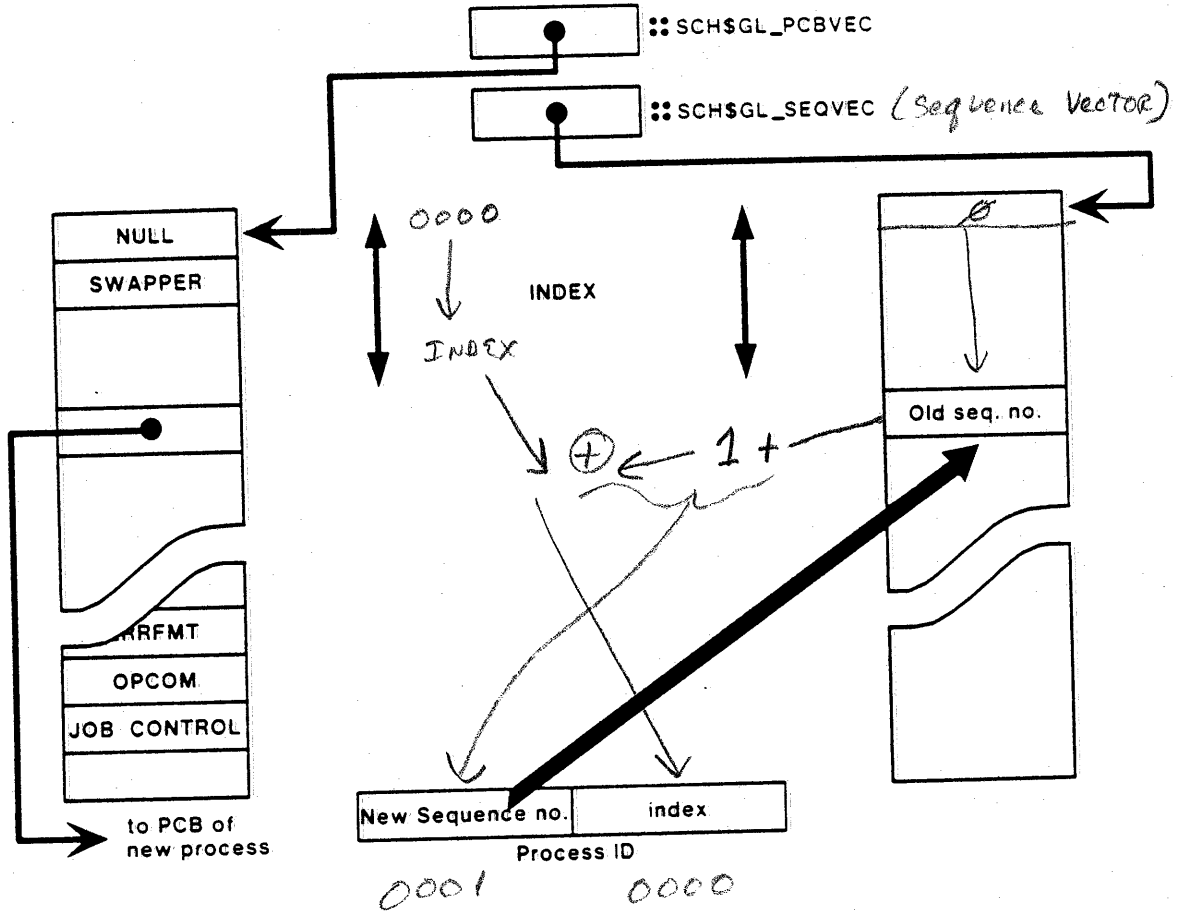 :: SCH$GL_PCBVEC
:: SCH$GL_SEQVEC (Sequence VECTOR)
NULL
SWAPPER
0000
INDEX
INDEX
Ø
Old seq. no.
+ ← 1 +
RRFMT
OPCOM
JOB CONTROL
to PCB of
new process
New Sequence no. index
Process ID
0001 0000